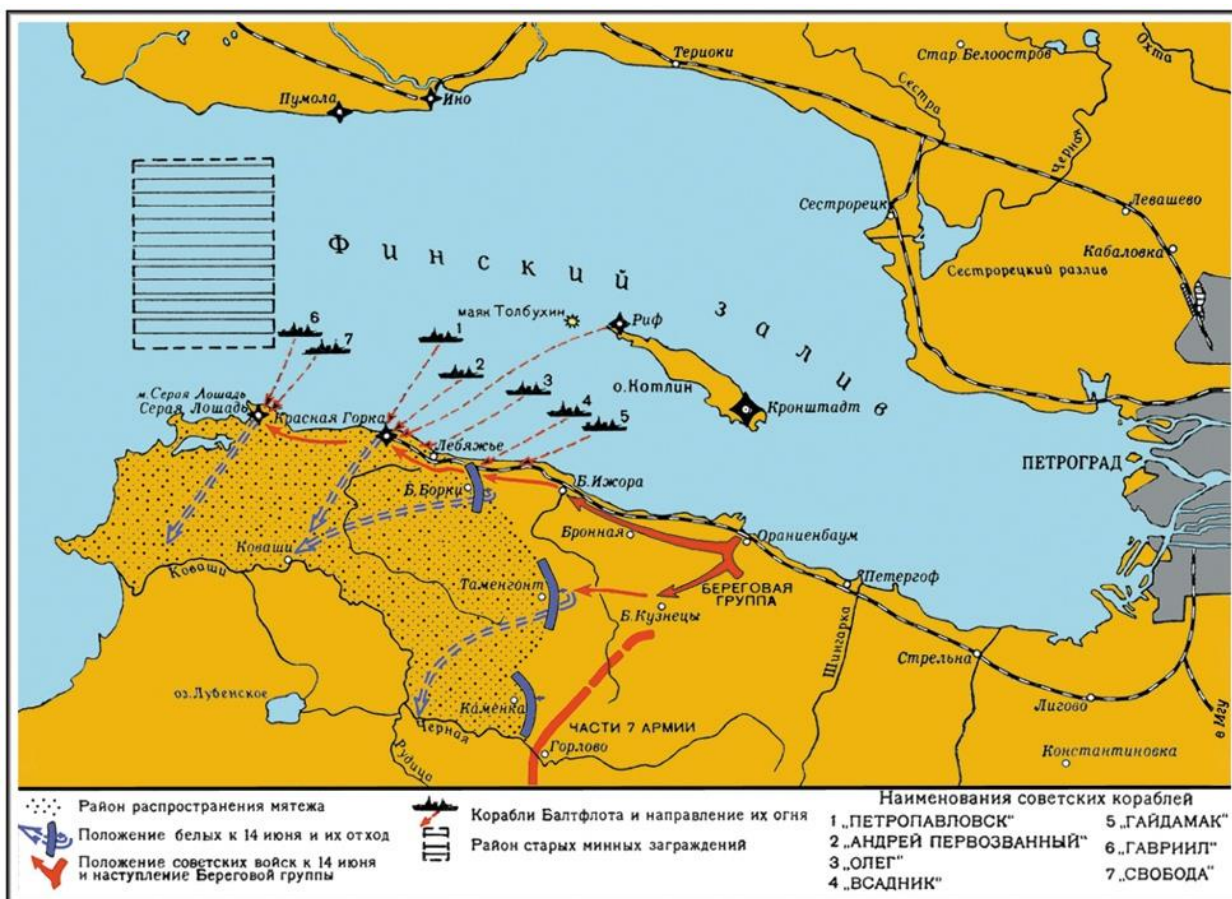 Териоки
Стар Белоостров
Охта
Пумола
Ино
Сестра
Черная
Левашево
Сестрорецк
Кабаловка
Сестрорецкий разлив
Финский залив
маяк Толбухин
Риф
6
7
1
2
3
4
5
о.Котлин
Кронштадт
м.Серая Лошадь
Серая Лошадь
Красная Горка
Лебяжье
ПЕТРОГРАД
Б.Борки
Б.Ижора
Бронная
Ораниенбаум
Коваши
Коваши
Таменгонт
БЕРЕГОВАЯ
ГРУППА
Петергоф
Б.Кузнецы
Шингарка
Стрельна
оз.Лубенское
Каменка
Лигово
в Лугу
Черная
ЧАСТИ 7 АРМИИ
Рудица
Горлово
Константиновка
Район распространения мятежа
Положение белых к 14 июня и их отход
Положение советских войск к 14 июня
и наступление Береговой группы
Корабли Балтфлота и направление их огня
Район старых минных заграждений
Наименования советских кораблей
1 „ПЕТРОПАВЛОВСК"
2 „АНДРЕЙ ПЕРВОЗВАННЫЙ"
3 „ОЛЕГ"
4 „ВСАДНИК"
5 „ГАЙДАМАК"
6 „ГАВРИИЛ"
7 „СВОБОДА"